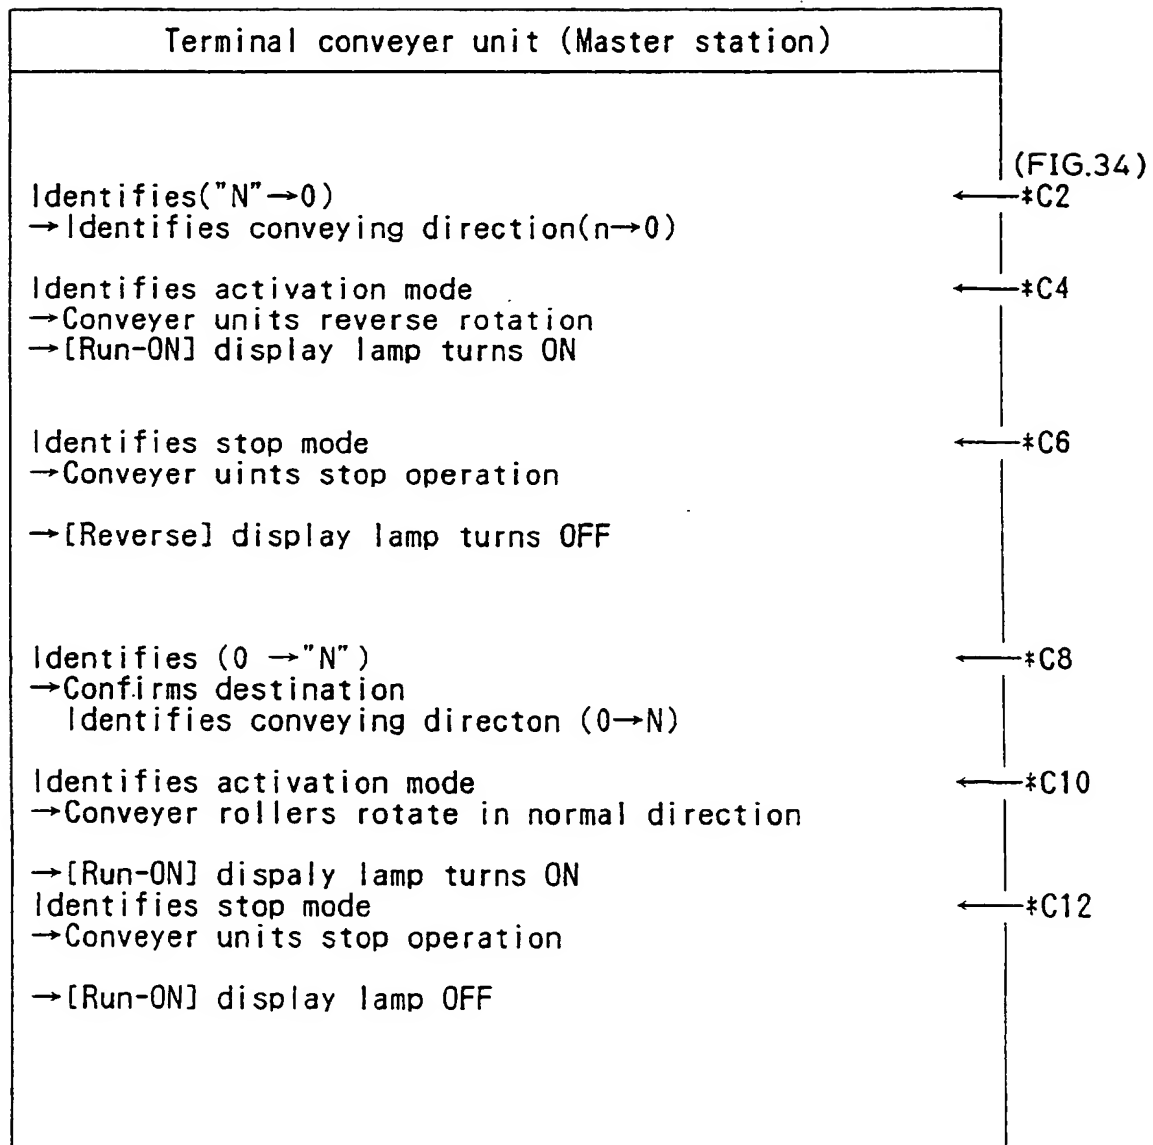 Terminal conveyer unit (Master station)
(FIG.34)
Identifies("N"→0) ←*C2
→Identifies conveying direction(n→0)
Identifies activation mode ←*C4
→Conveyer units reverse rotation
→[Run-ON] display lamp turns ON
Identifies stop mode ←*C6
→Conveyer uints stop operation
→[Reverse] display lamp turns OFF
Identifies (0 →"N") ←*C8
→Confirms destination
Identifies conveying directon (0→N)
Identifies activation mode ←*C10
→Conveyer rollers rotate in normal direction
→[Run-ON] dispaly lamp turns ON
Identifies stop mode ←*C12
→Conveyer units stop operation
→[Run-ON] display lamp OFF